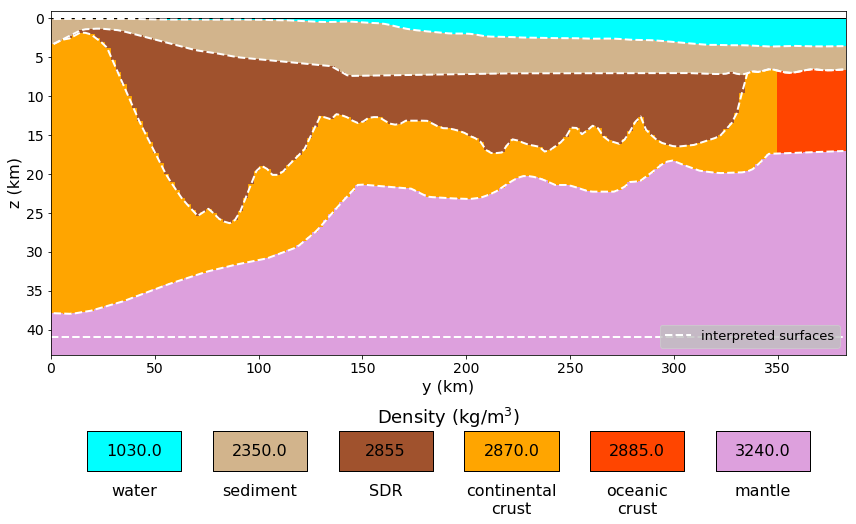 0
5
10
15
20
25
30
35
40
z (km)
interpreted surfaces
0 50 100 150 200 250 300 350
y (km)
Density (kg/m³)
1030.0 2350.0 2855 2870.0 2885.0 3240.0
water sediment SDR continental oceanic mantle
crust crust